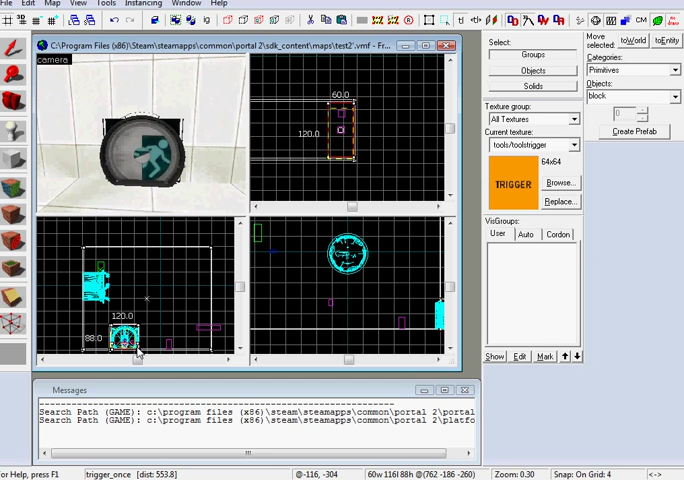 Edit Map View Tools Instancing Window Help
C:\Program Files (x86)\Steam\steamapps\common\portal 2\sdk_content\maps\test2'.vmf - Fr...
camera
60.0
120.0
120.0
88.0
Messages
Search Path (GAME): c:\program files (x86)\steam\steamapps\common\portal 2\portal
Search Path (GAME): c:\program files (x86)\steam\steamapps\common\portal 2\platfo
Select:
Groups
Objects
Solids
Texture group:
All Textures
Current texture:
tools/toolstrigger
TRIGGER
64x64
Browse...
Replace...
VisGroups:
User Auto Cordon
Show Edit Mark
Move selected:
toWorld toEntity
Categories:
Primitives
Objects:
block
0
Create Prefab
CM
For Help, press F1
trigger_once [dist: 553.8]
@-116, -304
60w 116l 88h @(762 -186 -260)
Zoom: 0.30
Snap: On Grid: 4
<->